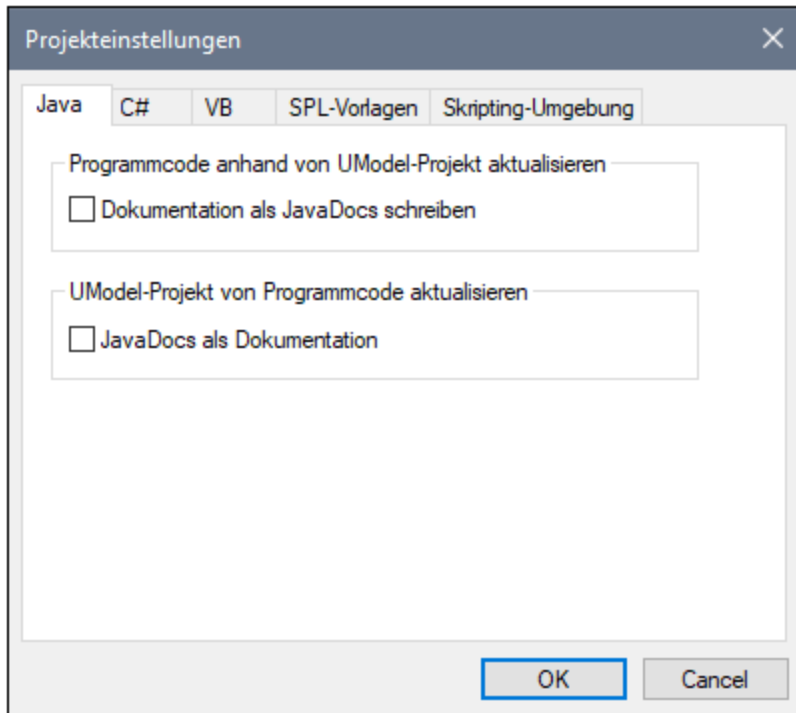 Projekteinstellungen
Java C# VB SPL-Vorlagen Skripting-Umgebung
Programmcode anhand von UModel-Projekt aktualisieren
Dokumentation als JavaDocs schreiben
UModel-Projekt von Programmcode aktualisieren
JavaDocs als Dokumentation
OK Cancel